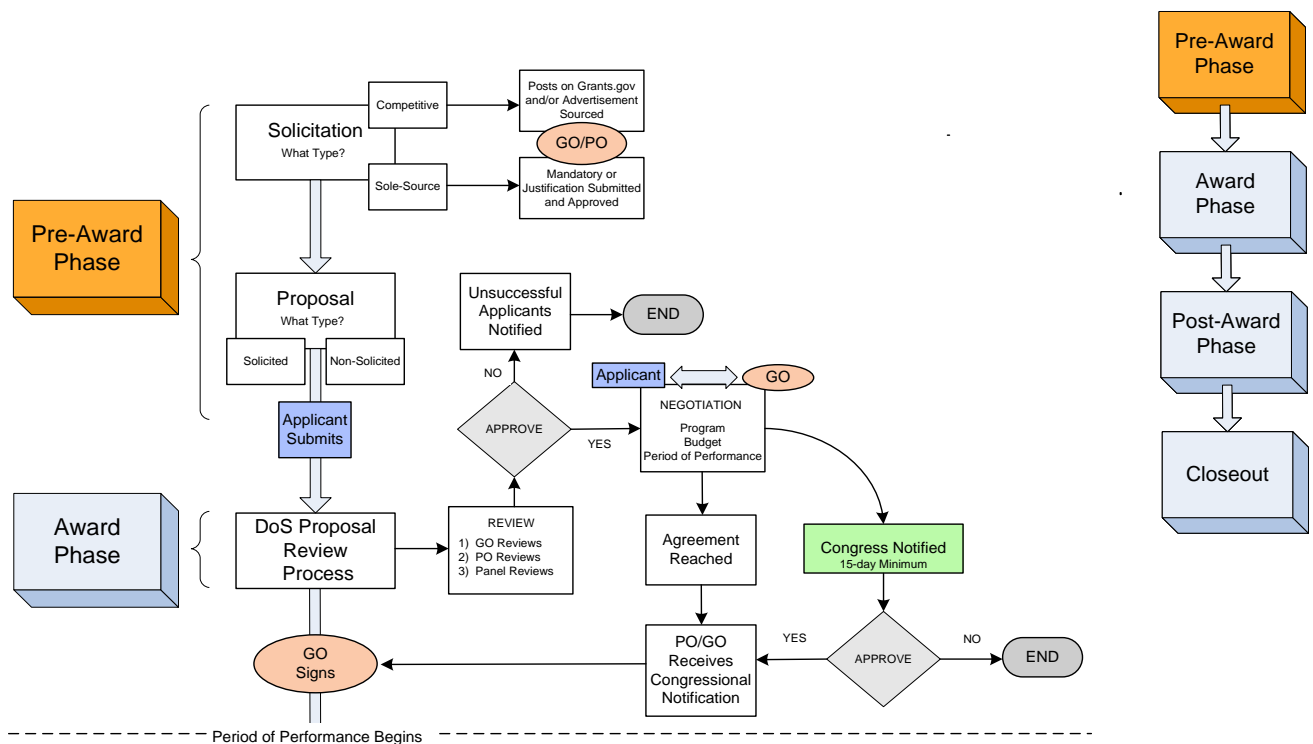 Pre-Award
Phase
Solicitation
What Type?
Competitive
Sole-Source
Posts on Grants.gov
and/or Advertisement
Sourced
GO/PO
Mandatory or
Justification Submitted
and Approved
Proposal
What Type?
Solicited
Non-Solicited
Applicant
Submits
Unsuccessful
Applicants
Notified
END
NO
APPROVE
YES
Applicant
GO
NEGOTIATION
Program
Budget
Period of Performance
Award
Phase
DoS Proposal
Review
Process
REVIEW
1) GO Reviews
2) PO Reviews
3) Panel Reviews
Agreement
Reached
Congress Notified
15-day Minimum
GO
Signs
PO/GO
Receives
Congressional
Notification
YES
APPROVE
NO
END
Period of Performance Begins
Pre-Award
Phase
Award
Phase
Post-Award
Phase
Closeout